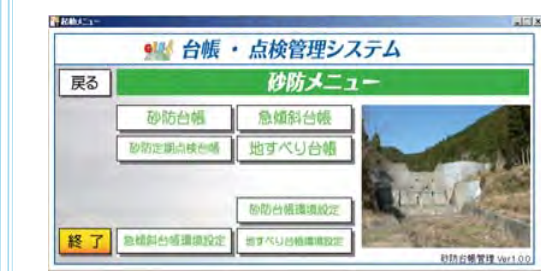 起動メニュー
台帳・点検管理システム
戻る
砂防メニュー
砂防台帳
急傾斜台帳
砂防定期点検台帳
地すべり台帳
砂防台帳環境設定
終了
急傾斜台帳環境設定
地すべり台帳環境設定
砂防台帳管理 Ver1.0.0